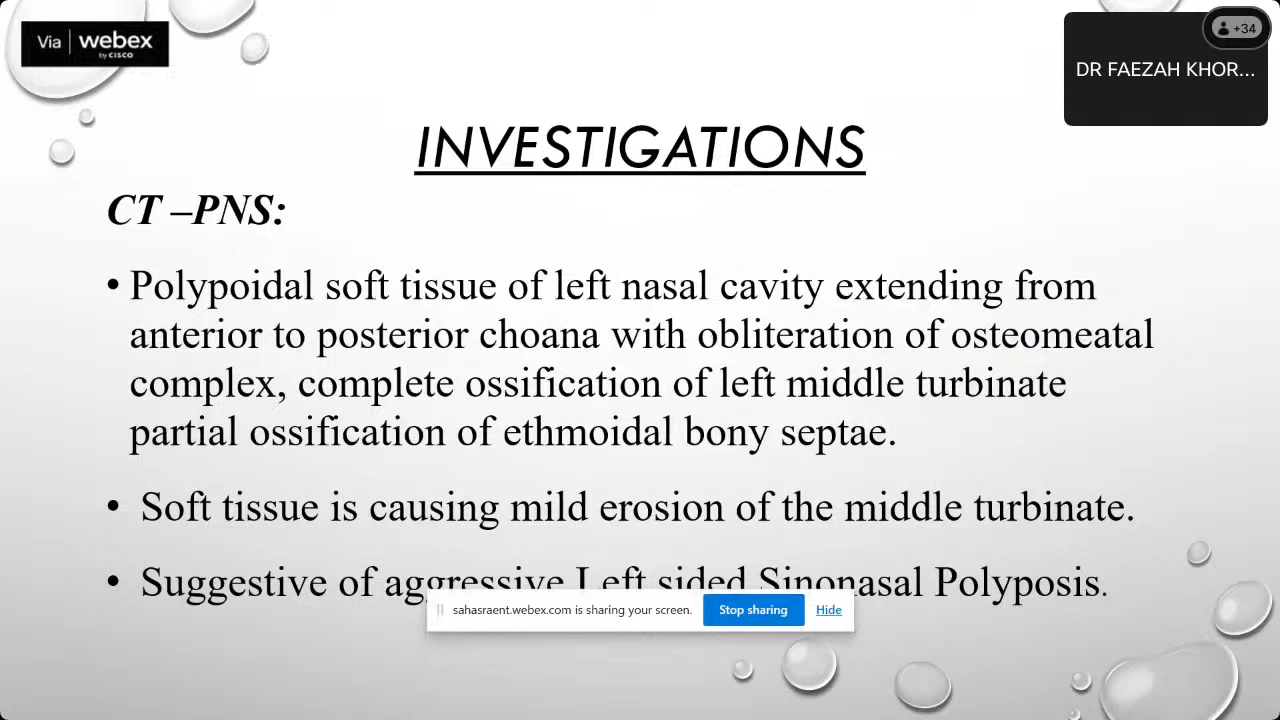 Via webex
by CISCO
+34
DR FAEZAH KHOR...
INVESTIGATIONS
CT –PNS:
• Polypoidal soft tissue of left nasal cavity extending from
anterior to posterior choana with obliteration of osteomeatal
complex, complete ossification of left middle turbinate
partial ossification of ethmoidal bony septae.
• Soft tissue is causing mild erosion of the middle turbinate.
• Suggestive of aggressive Left sided Sinonasal Polyposis.
sahasraent.webex.com is sharing your screen. Stop sharing Hide